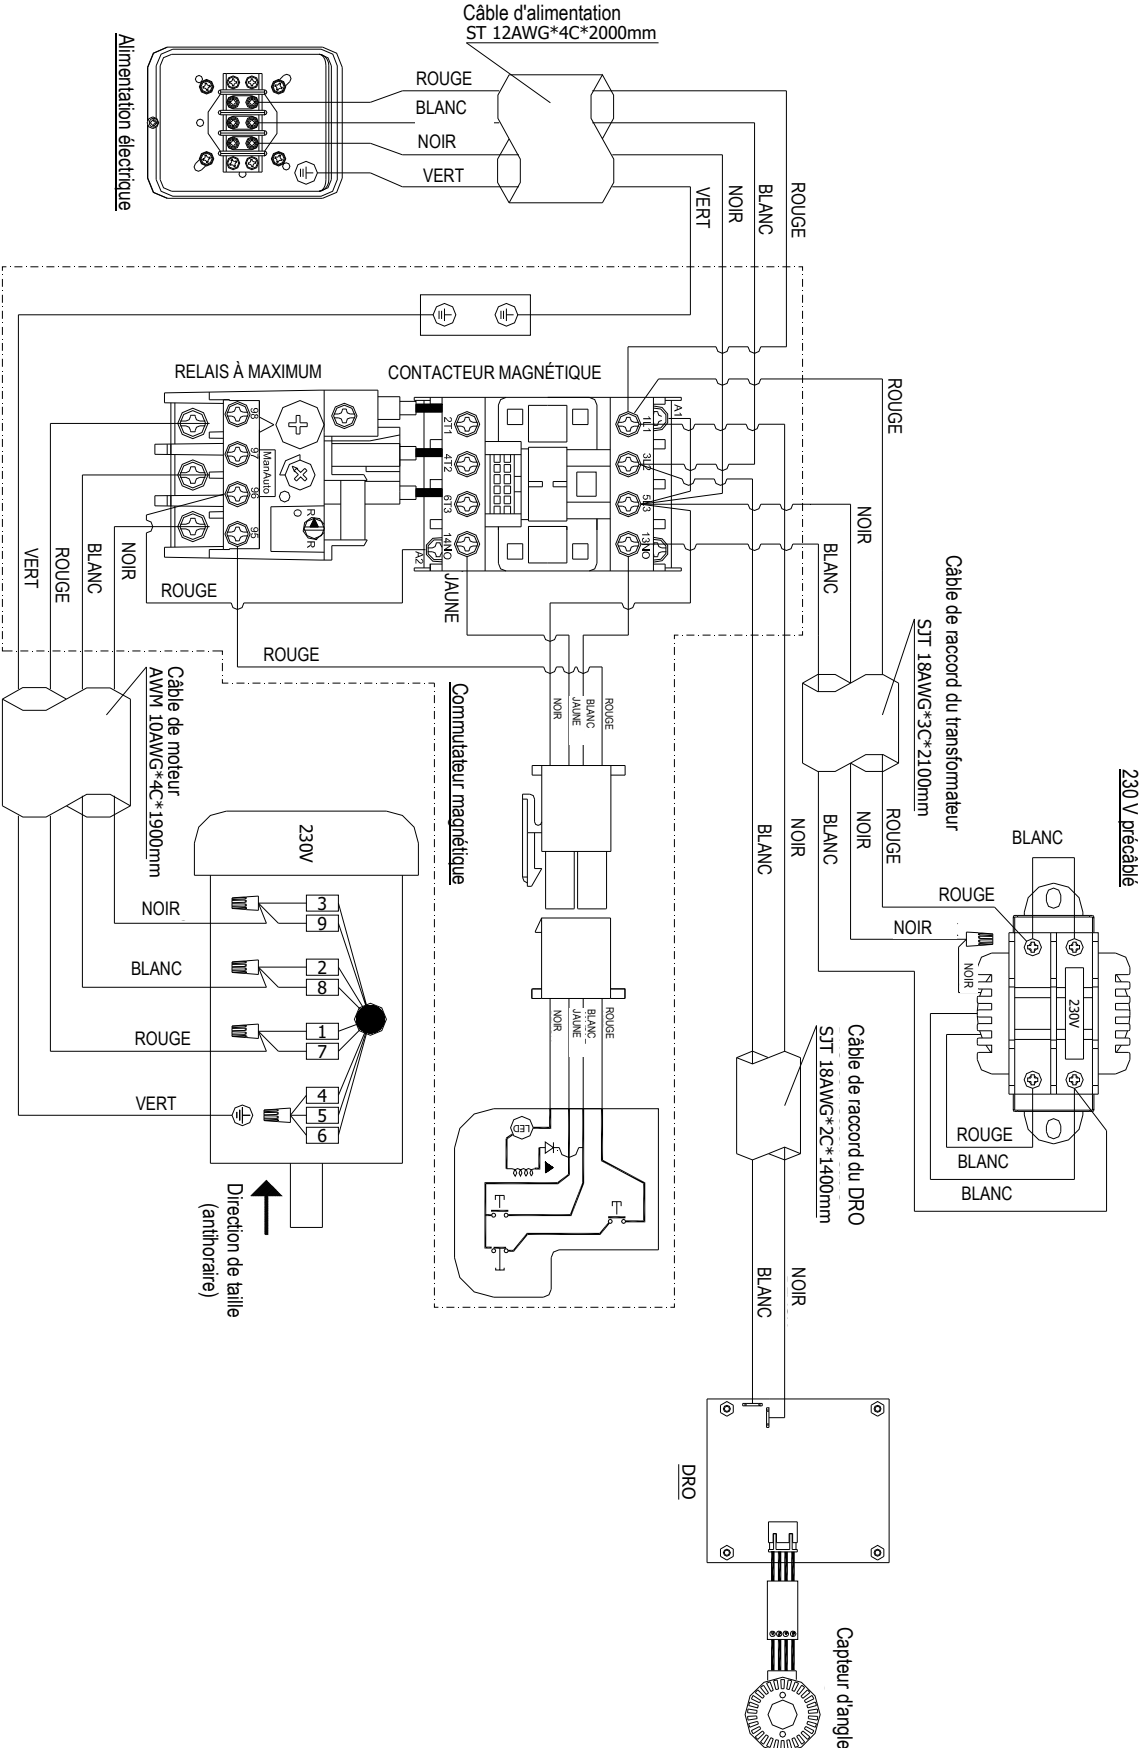 Câble d'alimentation
ST 12AWG*4C*2000mm
Alimentation électrique
ROUGE
BLANC
NOIR
VERT
ROUGE
BLANC
NOIR
VERT
RELAIS À MAXIMUM
CONTACTEUR MAGNÉTIQUE
98
97
96
95
ManAuto
R
R
2T1
4T2
6T3
14NO
A2
A1
1L1
3L2
5L3
13NO
JAUNE
ROUGE
ROUGE
ROUGE
NOIR
BLANC
VERT
ROUGE
BLANC
NOIR
Câble de moteur
AWM 10AWG*4C*1900mm
Commutateur magnétique
NOIR
JAUNE
BLANC
ROUGE
NOIR
JAUNE
BLANC
ROUGE
LED
Câble de raccord du transformateur
SJT 18AWG*3C*2100mm
230 V précâblé
BLANC
ROUGE
NOIR
NOIR
230V
ROUGE
NOIR
BLANC
ROUGE
BLANC
BLANC
NOIR
BLANC
Câble de raccord du DRO
SJT 18AWG*2C*1400mm
NOIR
BLANC
DRO
Capteur d'angle
230V
NOIR
BLANC
ROUGE
VERT
3
9
2
8
1
7
4
5
6
Direction de taille
(antihoraire)